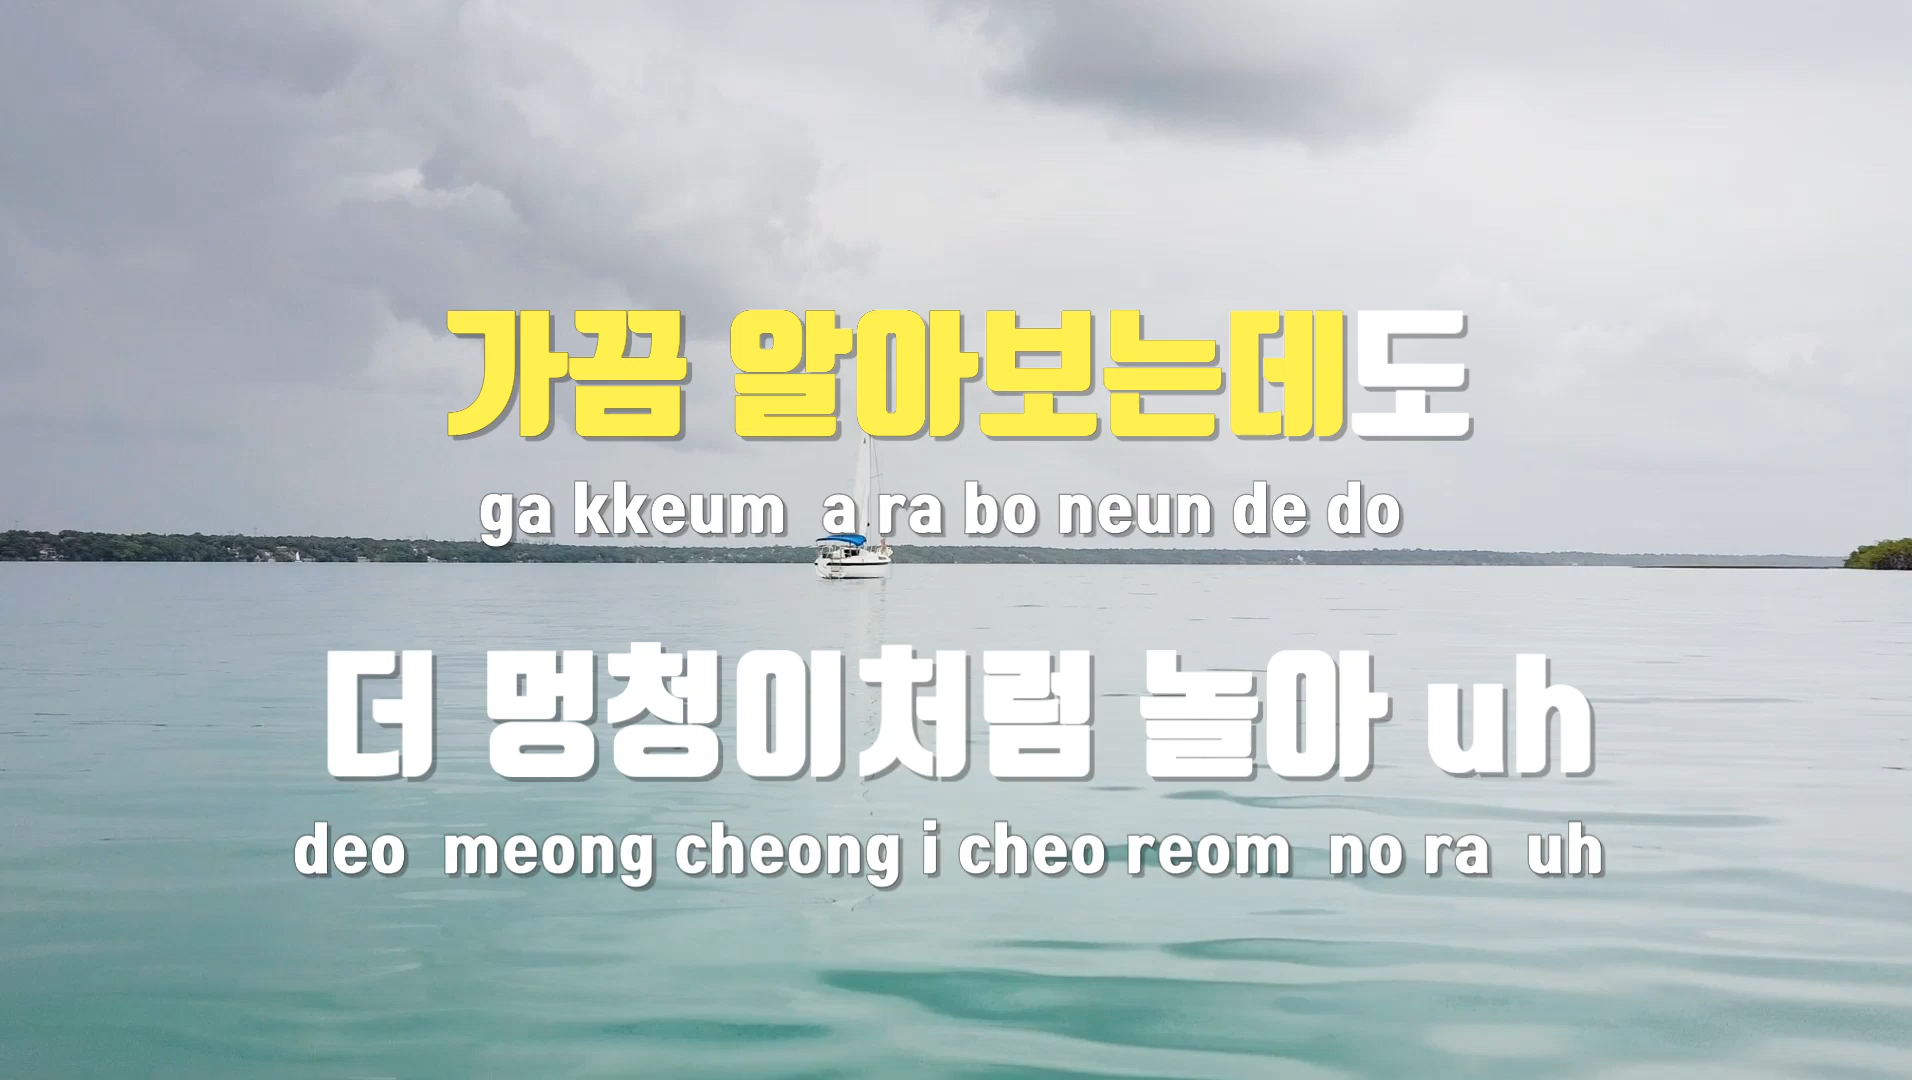 가끔 알아보는데도
ga kkeum a ra bo neun de do
더 멍청이처럼 놀아 uh
deo meong cheong i cheo reom no ra uh